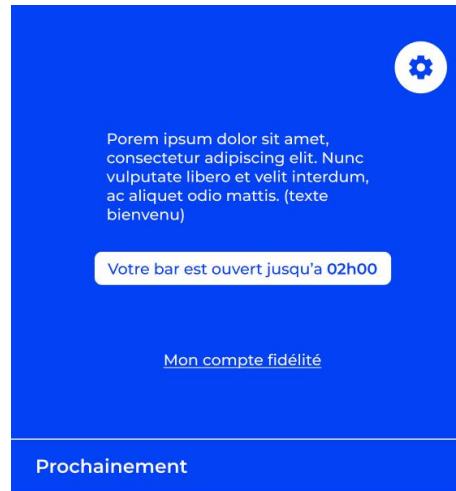 Porem ipsum dolor sit amet,
consectetur adipiscing elit. Nunc
vulputate libero et velit interdum,
ac aliquet odio mattis. (texte
bienvenu)
Votre bar est ouvert jusqu’a 02h00
Mon compte fidélité
Prochainement